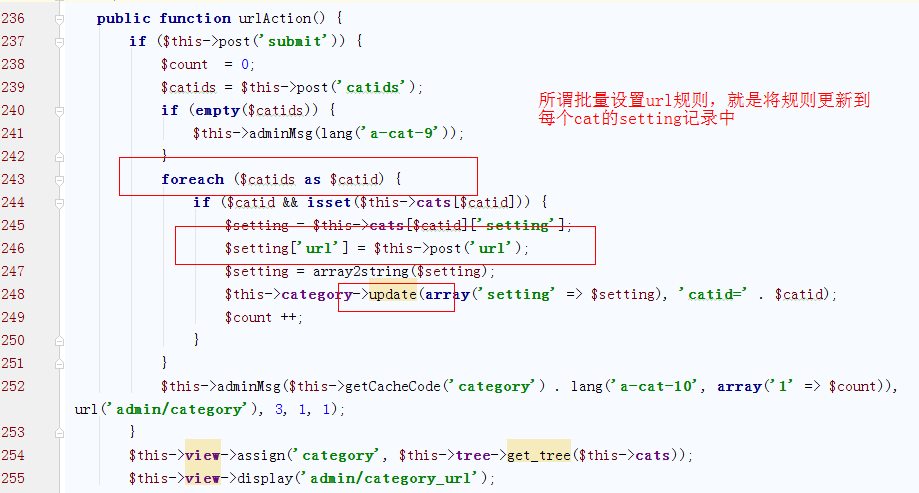 236 public function urlAction() {
237 if ($this->post('submit')) {
238 $count  = 0;
239 $catids = $this->post('catids');
240 if (empty($catids)) {
241 $this->adminMsg(lang('a-cat-9'));
242 }
243 foreach ($catids as $catid) {
244 if ($catid && isset($this->cats[$catid])) {
245 $setting = $this->cats[$catid]['setting'];
246 $setting['url'] = $this->post('url');
247 $setting = array2string($setting);
248 $this->category->update(array('setting' => $setting), 'catid=' . $catid);
249 $count ++;
250 }
251 }
252 $this->adminMsg($this->getCacheCode('category') . lang('a-cat-10', array('1' => $count)),
url('admin/category'), 3, 1, 1);
253 }
254 $this->view->assign('category', $this->tree->get_tree($this->cats));
255 $this->view->display('admin/category_url');
所谓批量设置url规则，就是将规则更新到
每个cat的setting记录中